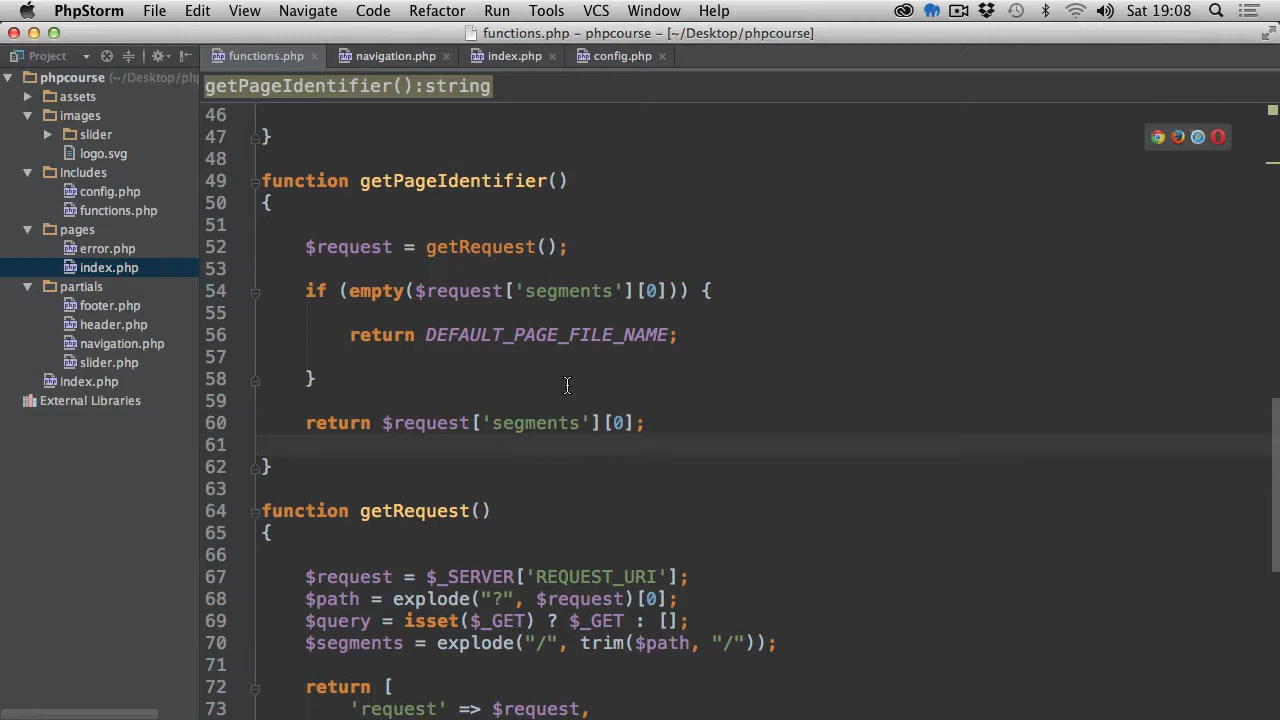 PhpStorm File Edit View Navigate Code Refactor Run Tools VCS Window Help Sat 19:08
functions.php – phpcourse – [~/Desktop/phpcourse]
Project functions.php navigation.php index.php config.php
phpcourse (~/Desktop/php
assets
images
slider
logo.svg
includes
config.php
functions.php
pages
error.php
index.php
partials
footer.php
header.php
navigation.php
slider.php
index.php
External Libraries
getPageIdentifier():string
46
47 }
48
49 function getPageIdentifier()
50 {
51
52 $request = getRequest();
53
54 if (empty($request['segments'][0])) {
55
56 return DEFAULT_PAGE_FILE_NAME;
57
58 }
59
60 return $request['segments'][0];
61
62 }
63
64 function getRequest()
65 {
66
67 $request = $_SERVER['REQUEST_URI'];
68 $path = explode("?", $request)[0];
69 $query = isset($_GET) ? $_GET : [];
70 $segments = explode("/", trim($path, "/"));
71
72 return [
73 'request' => $request,